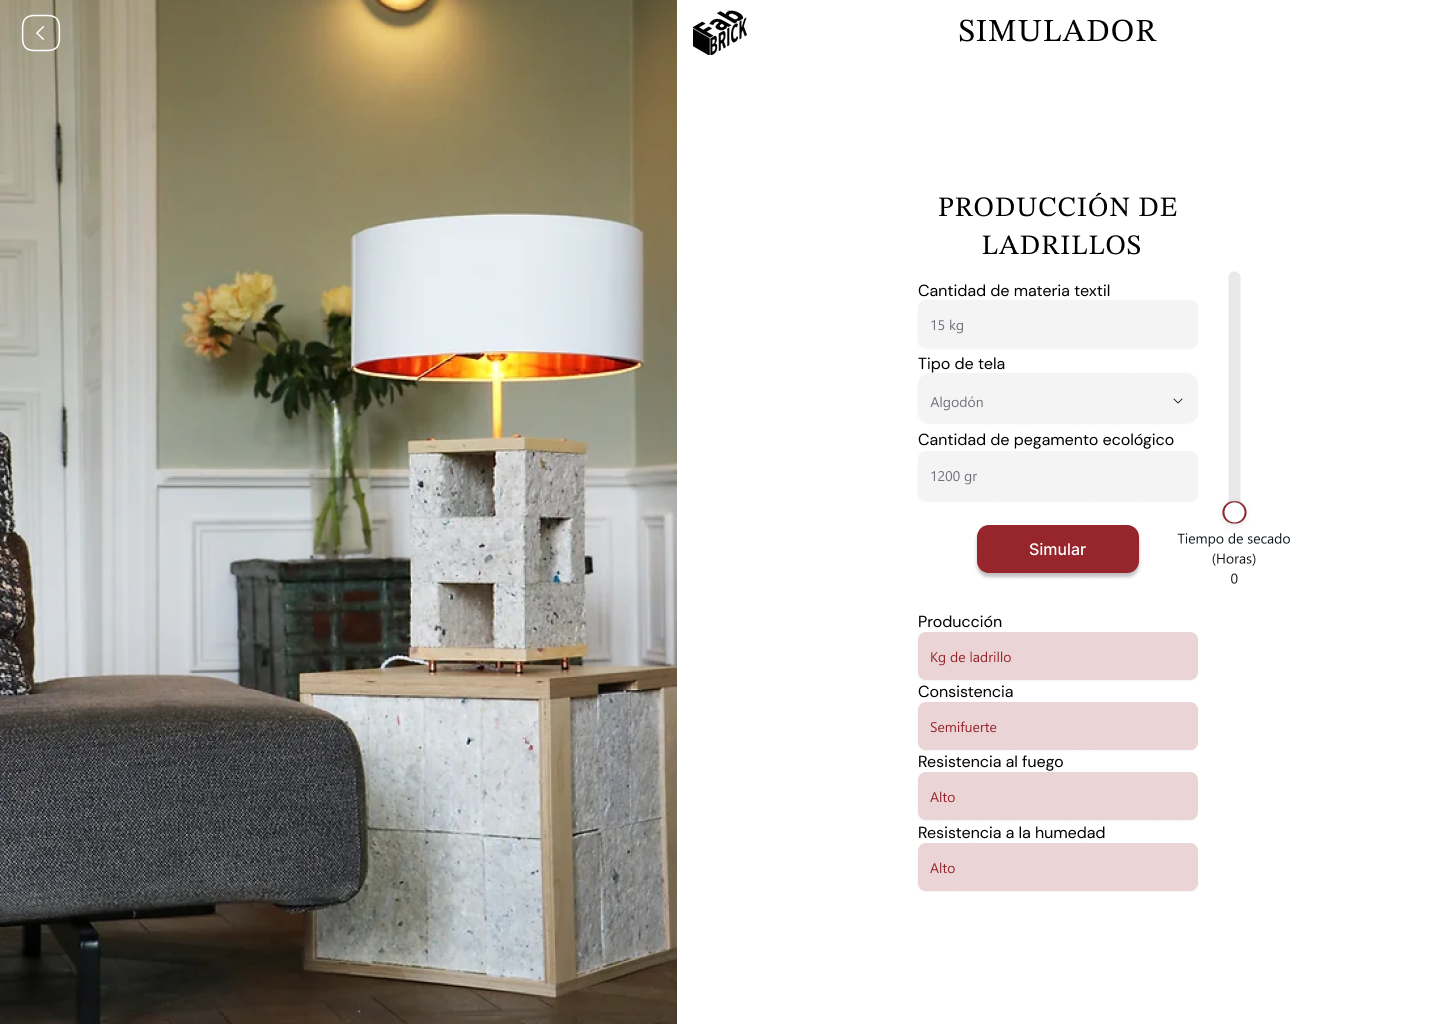 Fab
BRICK
SIMULADOR
PRODUCCIÓN DE
LADRILLOS
Cantidad de materia textil
15 kg
Tipo de tela
Algodón
Cantidad de pegamento ecológico
1200 gr
Simular
Tiempo de secado
(Horas)
0
Producción
Kg de ladrillo
Consistencia
Semifuerte
Resistencia al fuego
Alto
Resistencia a la humedad
Alto